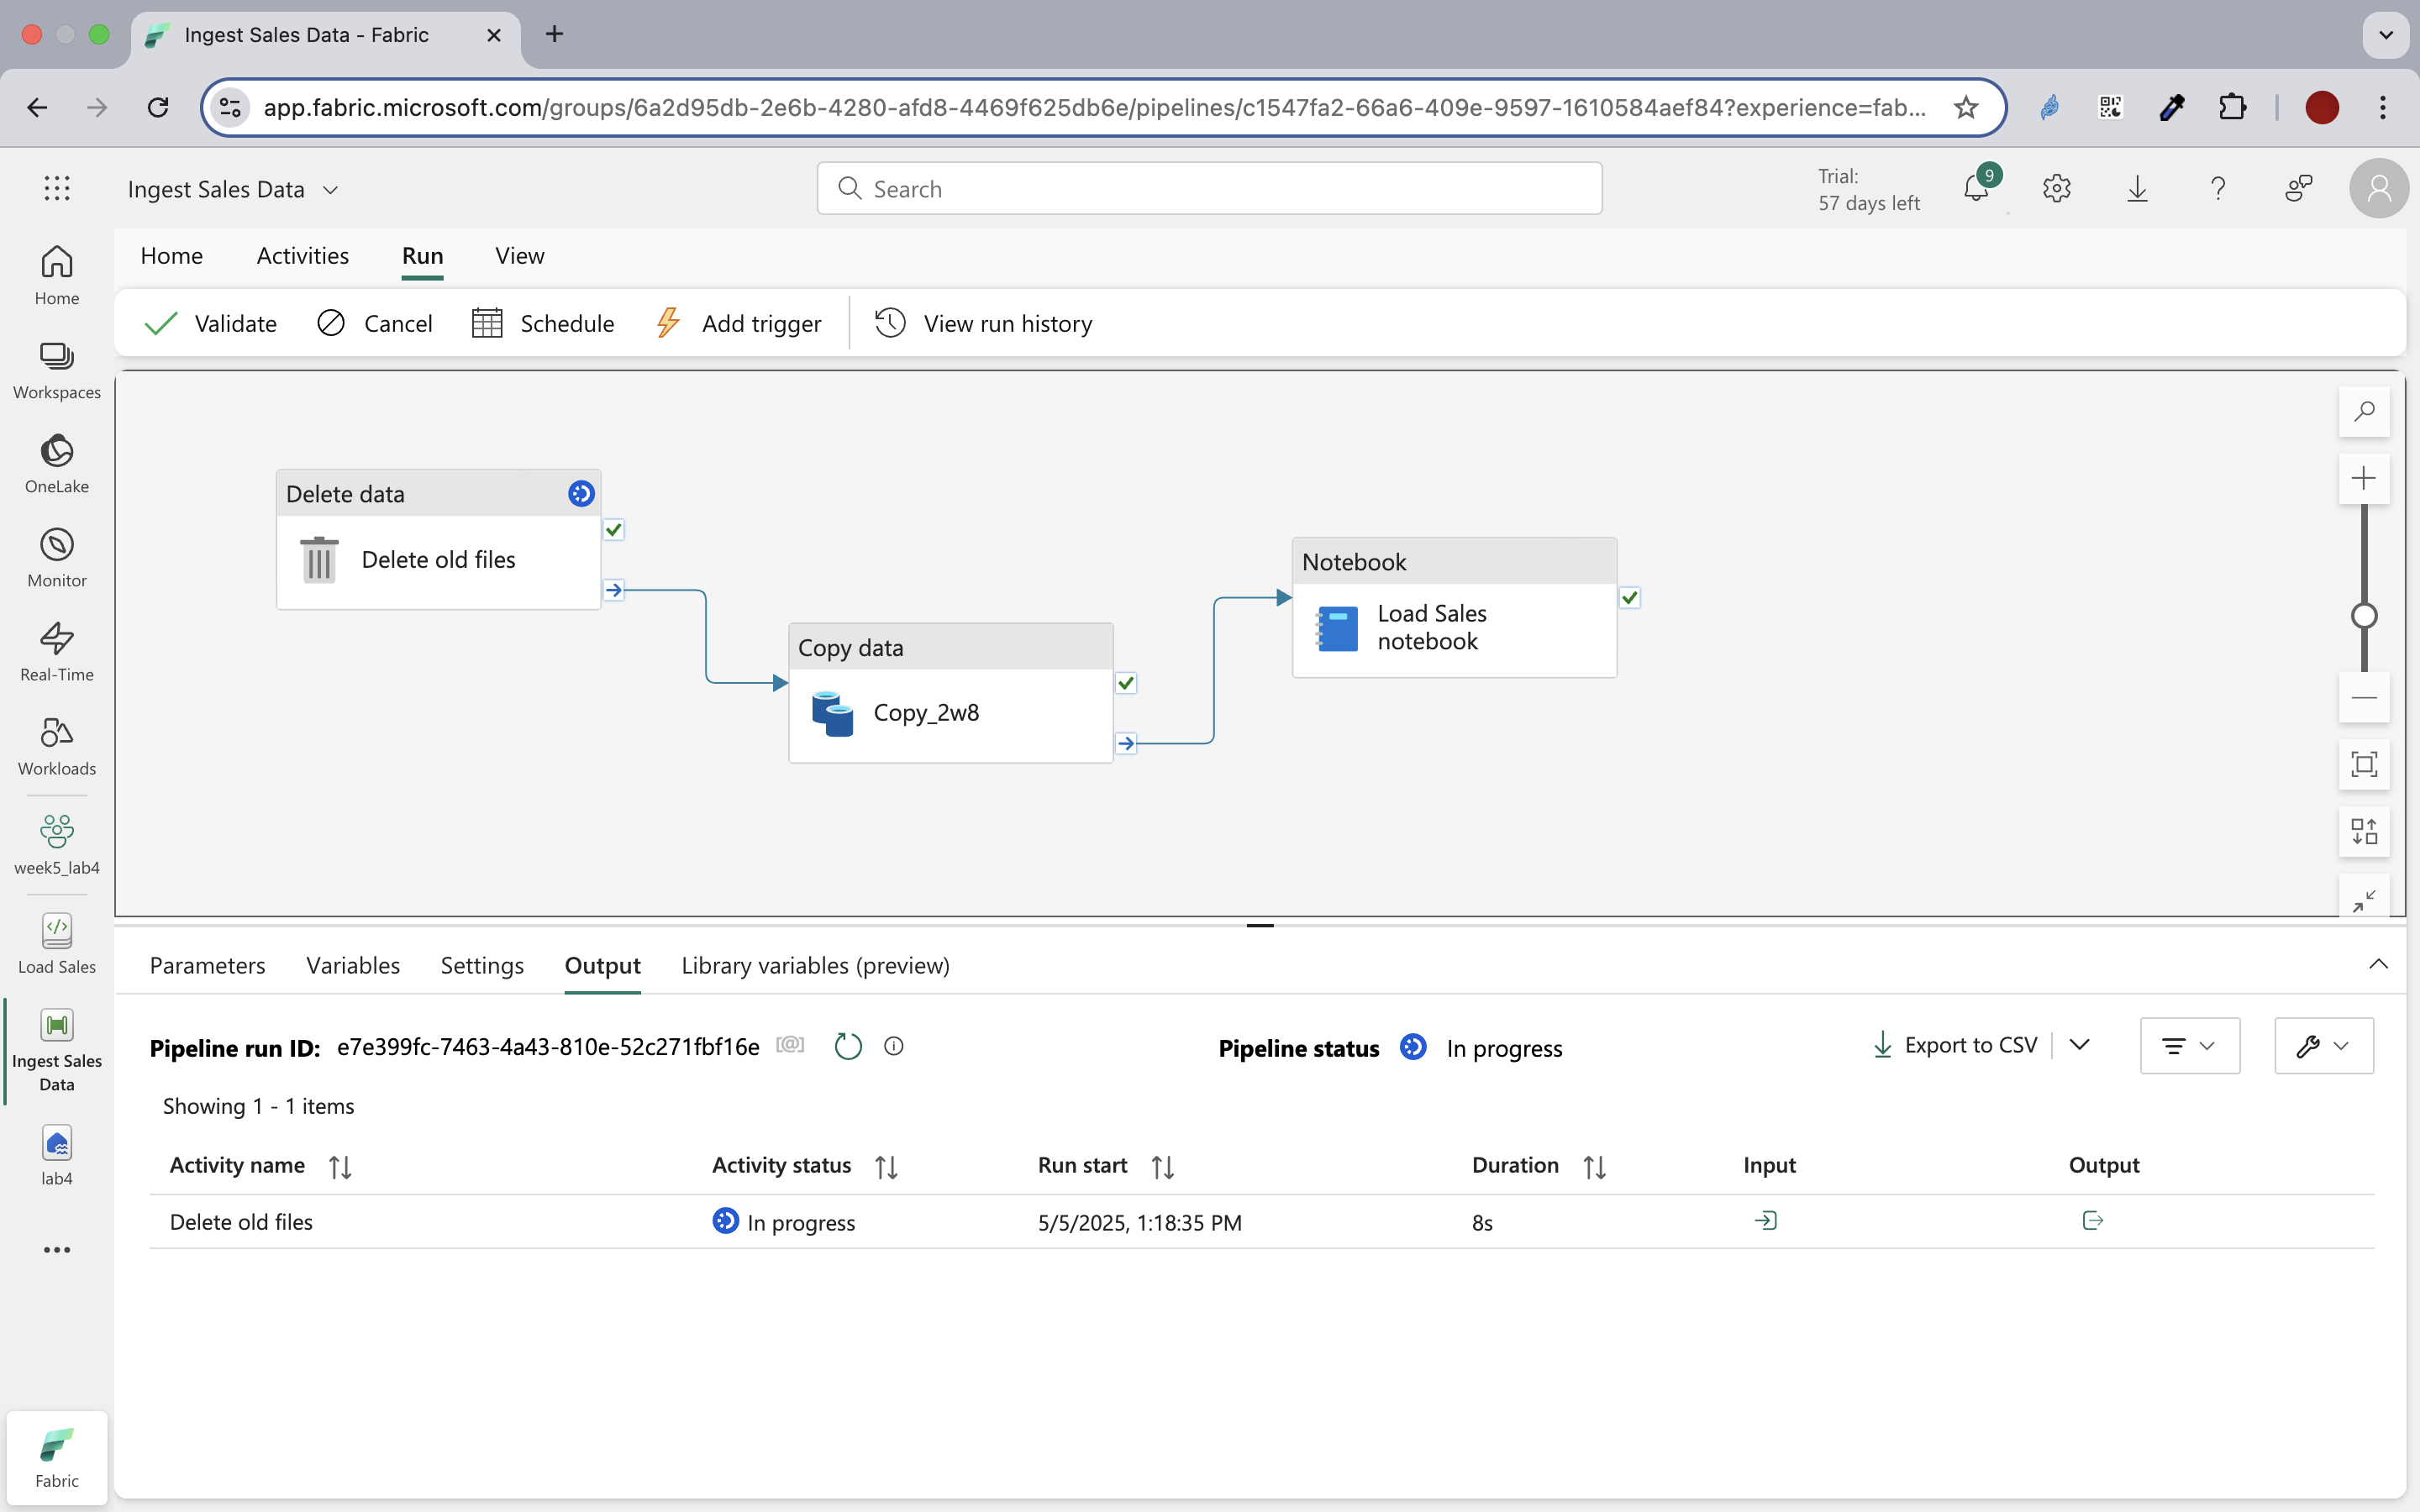 Ingest Sales Data - Fabric
app.fabric.microsoft.com/groups/6a2d95db-2e6b-4280-afd8-4469f625db6e/pipelines/c1547fa2-66a6-409e-9597-1610584aef84?experience=fab...
Ingest Sales Data
Search
Trial:
57 days left
9
Home
Activities
Run
View
Validate
Cancel
Schedule
Add trigger
View run history
Home
Workspaces
OneLake
Monitor
Real-Time
Workloads
week5_lab4
Load Sales
Ingest Sales
Data
lab4
Fabric
Delete data
Delete old files
Copy data
Copy_2w8
Notebook
Load Sales
notebook
Parameters
Variables
Settings
Output
Library variables (preview)
Pipeline run ID: e7e399fc-7463-4a43-810e-52c271fbf16e [@]
Pipeline status
In progress
Export to CSV
Showing 1 - 1 items
Activity name
Activity status
Run start
Duration
Input
Output
Delete old files
In progress
5/5/2025, 1:18:35 PM
8s